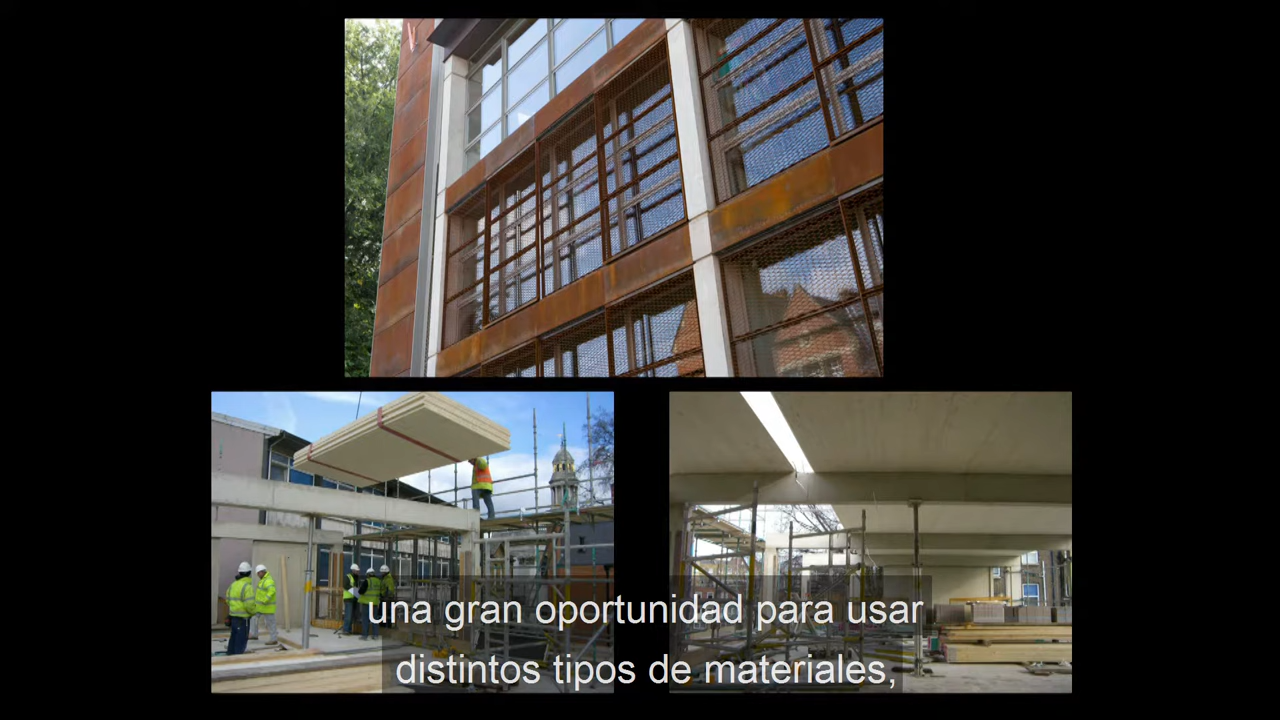 una gran oportunidad para usar
distintos tipos de materiales,